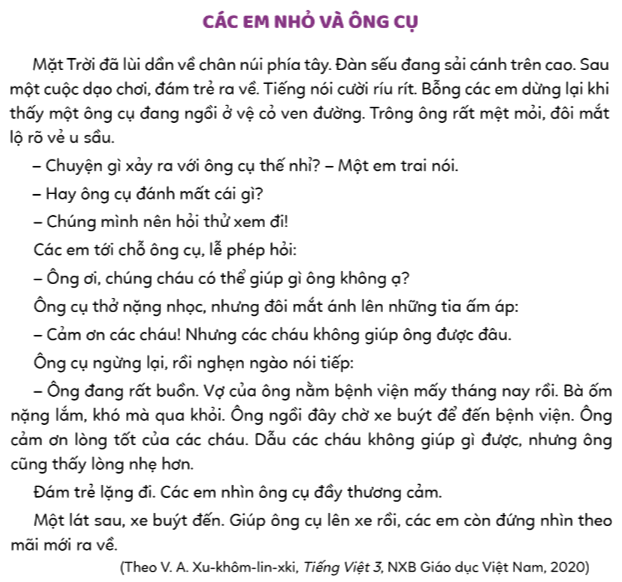 CÁC EM NHỎ VÀ ÔNG CỤ
Mặt Trời đã lùi dần về chân núi phía tây. Đàn sếu đang sải cánh trên cao. Sau
một cuộc dạo chơi, đám trẻ ra về. Tiếng nói cười ríu rít. Bỗng các em dừng lại khi
thấy một ông cụ đang ngồi ở vệ cỏ ven đường. Trông ông rất mệt mỏi, đôi mắt
lộ rõ vẻ u sầu.
– Chuyện gì xảy ra với ông cụ thế nhỉ? – Một em trai nói.
– Hay ông cụ đánh mất cái gì?
– Chúng mình nên hỏi thử xem đi!
Các em tới chỗ ông cụ, lễ phép hỏi:
– Ông ơi, chúng cháu có thể giúp gì ông không ạ?
Ông cụ thở nặng nhọc, nhưng đôi mắt ánh lên những tia ấm áp:
– Cảm ơn các cháu! Nhưng các cháu không giúp ông được đâu.
Ông cụ ngừng lại, rồi nghẹn ngào nói tiếp:
– Ông đang rất buồn. Vợ của ông nằm bệnh viện mấy tháng nay rồi. Bà ốm
nặng lắm, khó mà qua khỏi. Ông ngồi đây chờ xe buýt để đến bệnh viện. Ông
cảm ơn lòng tốt của các cháu. Dẫu các cháu không giúp gì được, nhưng ông
cũng thấy lòng nhẹ hơn.
Đám trẻ lặng đi. Các em nhìn ông cụ đầy thương cảm.
Một lát sau, xe buýt đến. Giúp ông cụ lên xe rồi, các em còn đứng nhìn theo
mãi mới ra về.
(Theo V. A. Xu-khôm-lin-xki, Tiếng Việt 3, NXB Giáo dục Việt Nam, 2020)